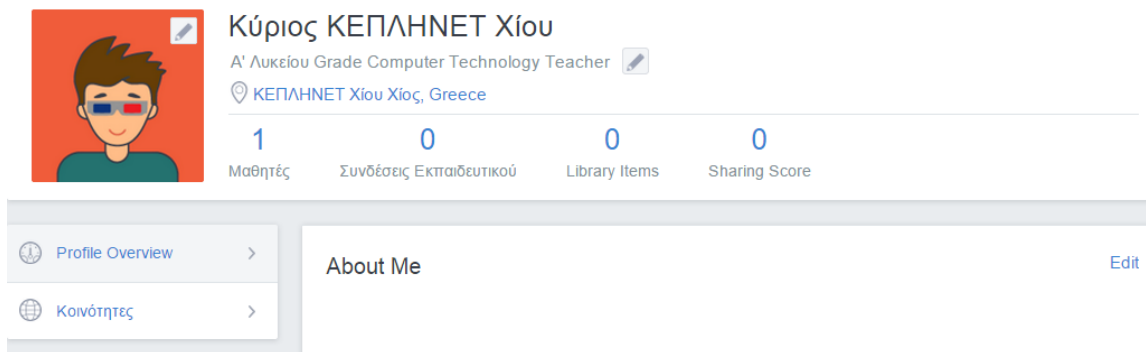 Κύριος ΚΕΠΛΗΝΕΤ Χίου
Α' Λυκείου Grade Computer Technology Teacher
ΚΕΠΛΗΝΕΤ Χίου Χίος, Greece
1 0 0 0
Μαθητές Συνδέσεις Εκπαιδευτικού Library Items Sharing Score
Profile Overview
Κοινότητες
About Me
Edit